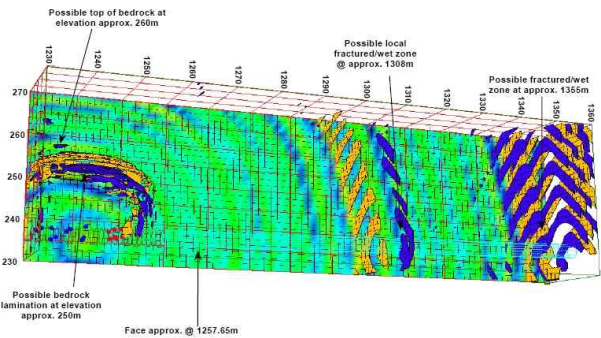 Possible top of bedrock at
elevation approx. 260m
Possible local
fractured/wet zone
@ approx. 1308m
Possible fractured/wet
zone at approx. 1355m
1230
1240
1250
1260
1270
1280
1290
1300
1310
1320
1330
1340
1350
1360
270
260
250
240
230
Possible bedrock
lamination at elevation
approx. 250m
Face approx. @ 1257.65m